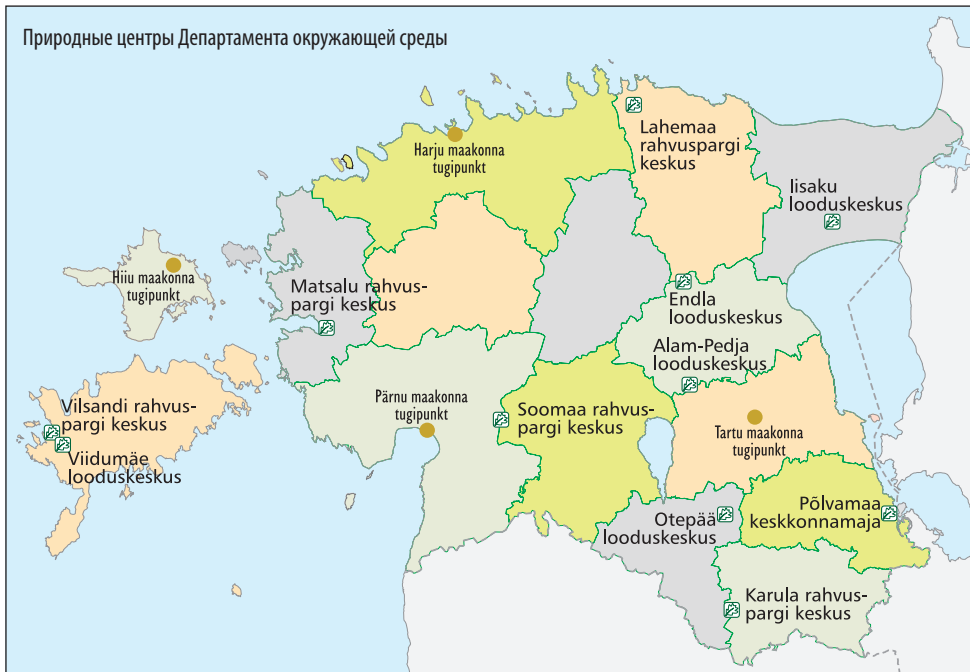 Природные центры Департамента окружающей среды
Lahemaa
rahvuspargi
keskus
Harju maakonna
tugipunkt
Iisaku
looduskeskus
Hiiu maakonna
tugipunkt
Matsalu rahvus-
pargi keskus
Endla
looduskeskus
Alam-Pedja
looduskeskus
Pärnu maakonna
tugipunkt
Soomaa rahvus-
pargi keskus
Tartu maakonna
tugipunkt
Vilsandi rahvus-
pargi keskus
Viidumäe
looduskeskus
Otepää
looduskeskus
Põlvamaa
keskkonnamaja
Karula rahvus-
pargi keskus